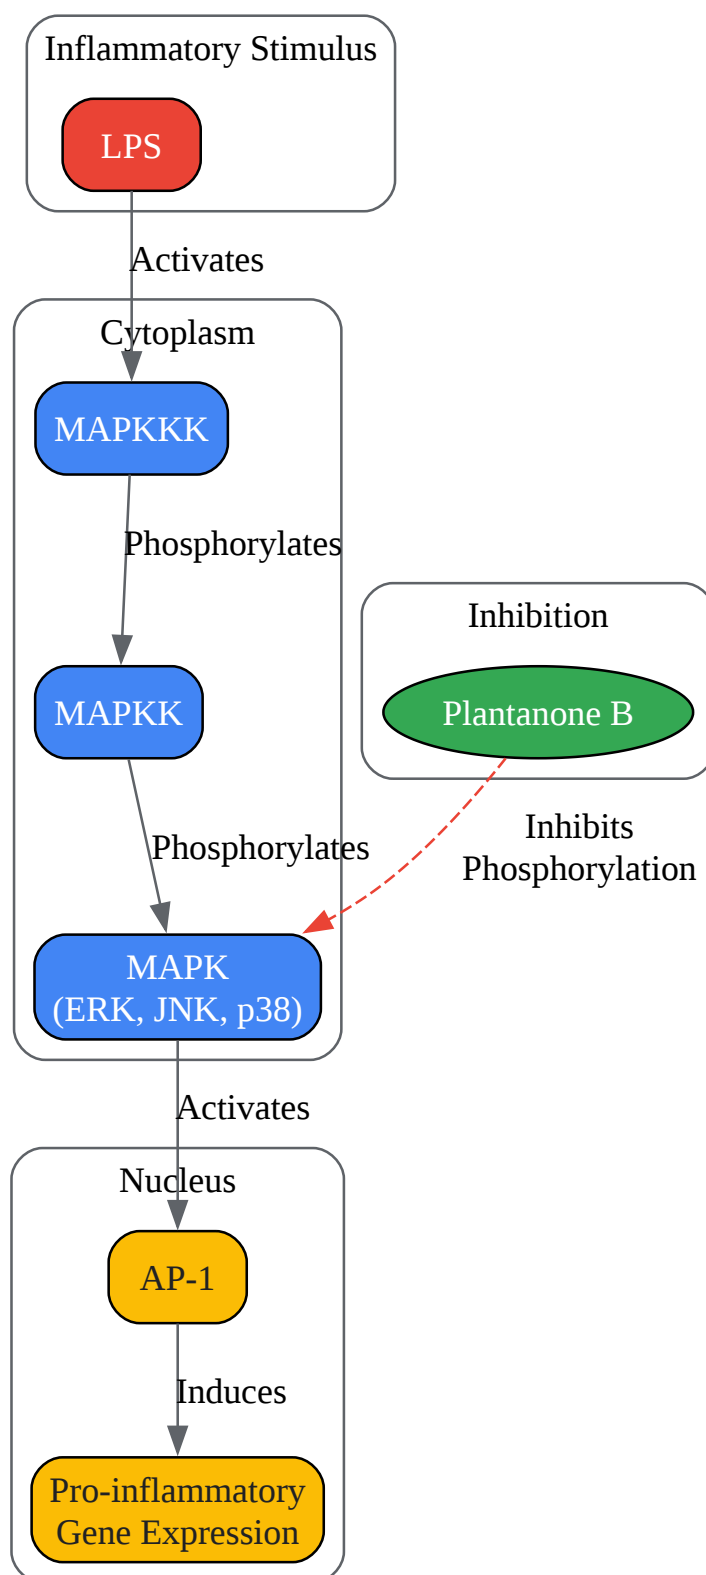 Inflammatory Stimulus
LPS
Activates
Cytoplasm
MAPKKK
Phosphorylates
Inhibition
MAPKK
Plantanone B
Phosphorylates
Inhibits
Phosphorylation
MAPK
(ERK, JNK, p38)
Activates
Nucleus
AP-1
Induces
Pro-inflammatory
Gene Expression